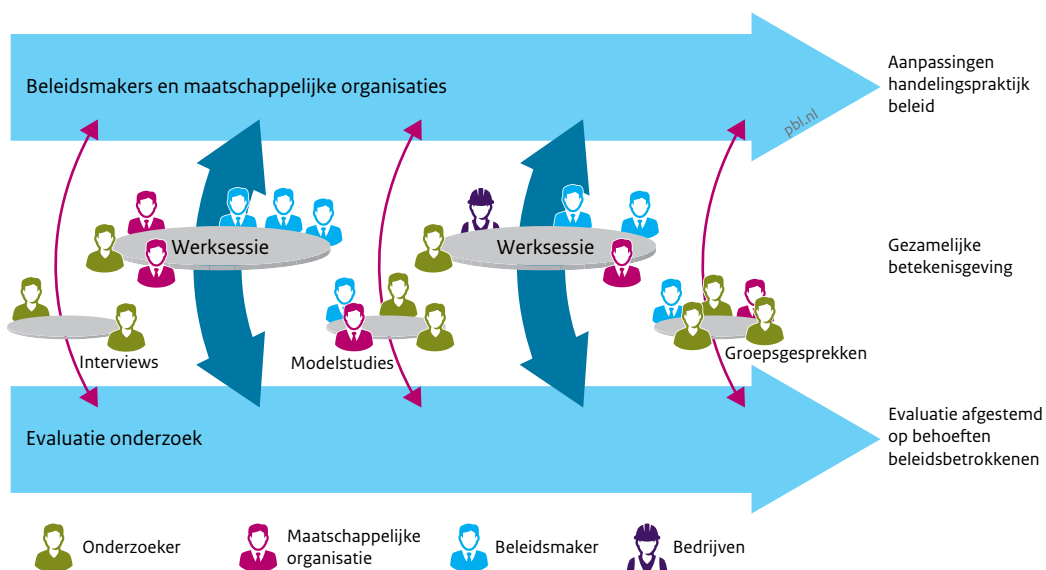 Beleidsmakers en maatschappelijke organisaties
pbl.nl
Aanpassingen
handelingspraktijk
beleid
Werksessie
Werksessie
Gezamelijke
betekenisgeving
Interviews
Modelstudies
Groepsgesprekken
Evaluatie onderzoek
Evaluatie afgestemd
op behoeften
beleidsbetrokkenen
Onderzoeker
Maatschappelijke
organisatie
Beleidsmaker
Bedrijven